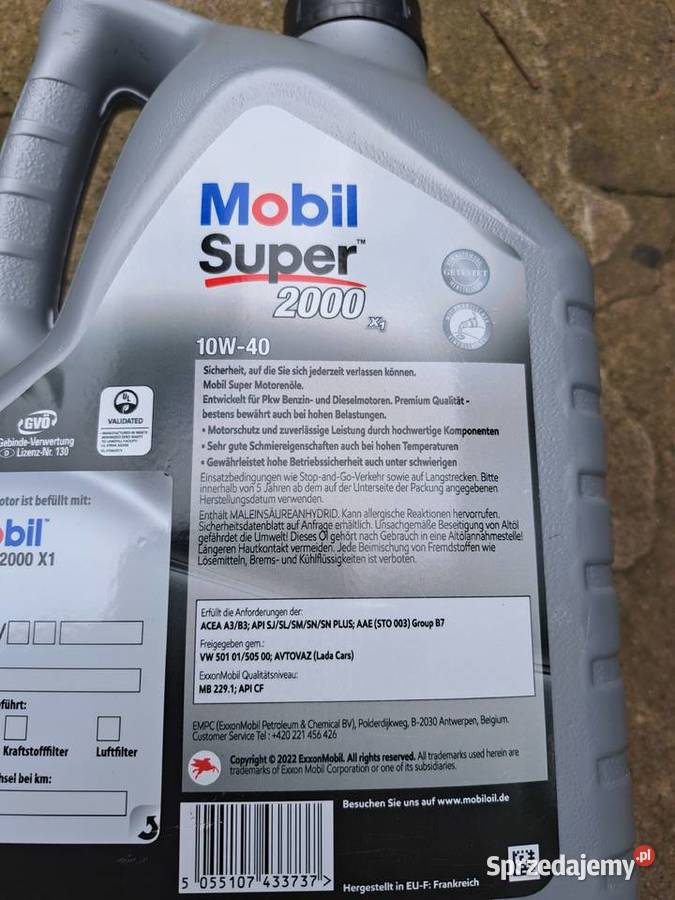 Mobil
Super™
2000 X1
10W-40
GETESTET
Sicherheit, auf die Sie sich jederzeit verlassen können.
Mobil Super Motorenöle.
Entwickelt für Pkw Benzin- und Dieselmotoren. Premium Qualität -
bestens bewährt auch bei hohen Belastungen.
• Motorschutz und zuverlässige Leistung durch hochwertige Komponenten
• Sehr gute Schmiereigenschaften auch bei hohen Temperaturen
• Gewährleistet hohe Betriebssicherheit auch unter schwierigen
Einsatzbedingungen wie Stop-and-Go-Verkehr sowie auf Langstrecken. Bitte
innerhalb von 5 Jahren ab dem auf der Unterseite der Packung angegebenen
Herstellungsdatum verwenden.
Enthält MALEINSÄUREANHYDRID. Kann allergische Reaktionen hervorrufen.
Sicherheitsdatenblatt auf Anfrage erhältlich. Unsachgemäße Beseitigung von Altöl
gefährdet die Umwelt! Dieses Öl gehört nach Gebrauch in eine Altölannahmestelle!
Längeren Hautkontakt vermeiden. Jede Beimischung von Fremdstoffen wie
Lösemitteln, Brems- und Kühlflüssigkeiten ist verboten.
Erfüllt die Anforderungen der:
ACEA A3/B3; API SJ/SL/SM/SN/SN PLUS; AAE (STO 003) Group B7
Freigegeben gem.:
VW 501 01/505 00; AVTOVAZ (Lada Cars)
ExxonMobil Qualitätsniveau:
MB 229.1; API CF
EMPC (ExxonMobil Petroleum & Chemical BV), Polderdijkweg, B-2030 Antwerpen, Belgium.
Customer Service Tel : +420 221 456 426
Copyright © 2022 ExxonMobil. All rights reserved. All trademarks used herein are
trademarks of Exxon Mobil Corporation or one of its subsidiaries.
Besuchen Sie uns auf www.mobiloil.de
5 055107 433737 >
Hergestellt in EU-F: Frankreich
GVÖ
Gebinde-Verwertung
D Lizenz-Nr. 130
UL
VALIDATED
otor ist befüllt mit:
obil™
2000 X1
/
eführt:
Kraftstofffilter
Luftfilter
hsel bei km:
Sprzedajemy.pl